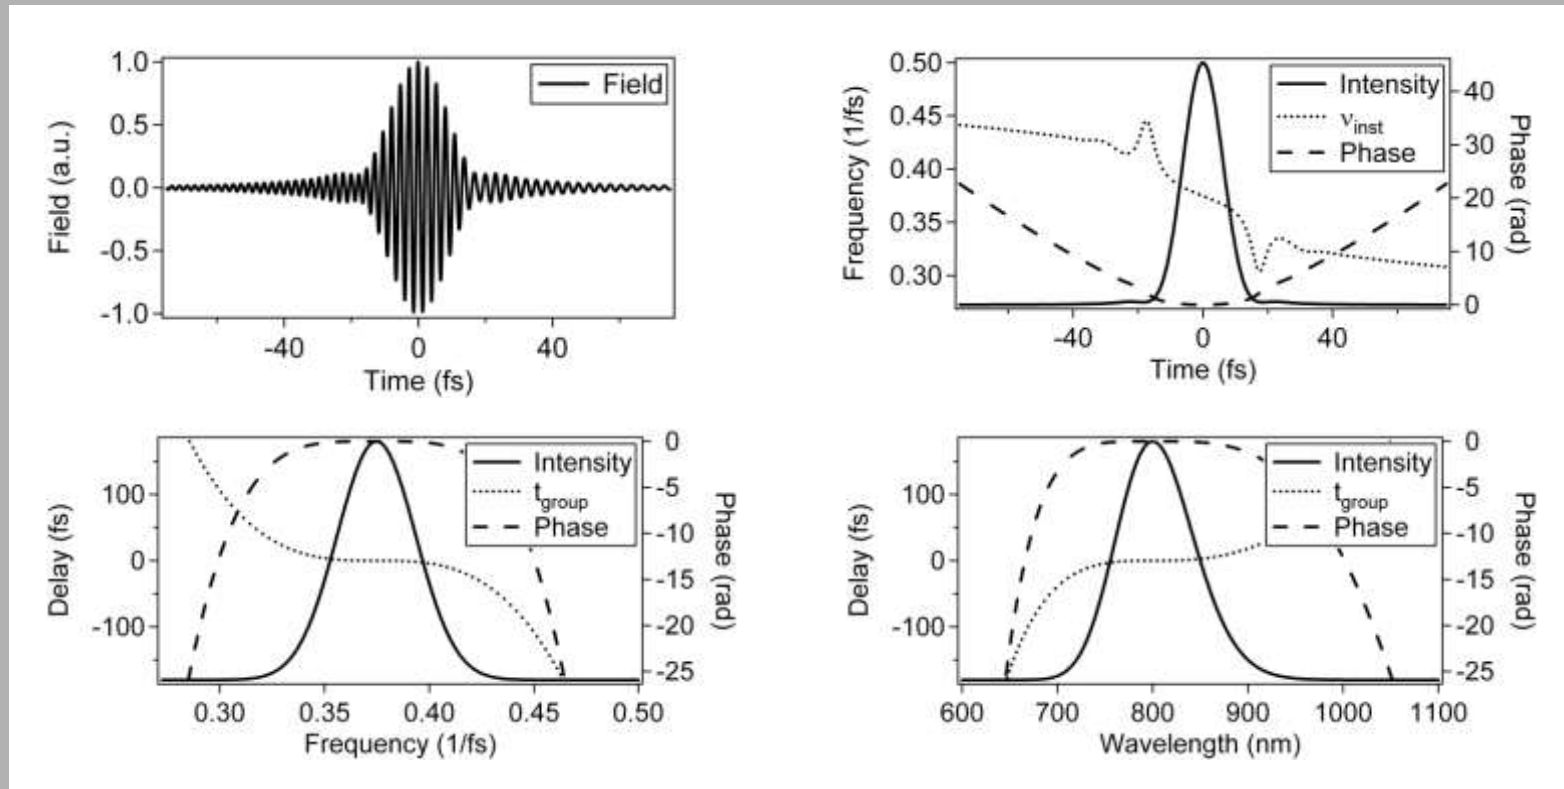 1.0
0.5
0.0
-0.5
-1.0
Field (a.u.)
Field
-40 0 40
Time (fs)
0.50
0.45
0.40
0.35
0.30
Frequency (1/fs)
Intensity
νinst
Phase
40
30
20
10
0
Phase (rad)
-40 0 40
Time (fs)
100
0
-100
Delay (fs)
Intensity
tgroup
Phase
0
-5
-10
-15
-20
-25
Phase (rad)
0.30 0.35 0.40 0.45 0.50
Frequency (1/fs)
100
0
-100
Delay (fs)
Intensity
tgroup
Phase
0
-5
-10
-15
-20
-25
Phase (rad)
600 700 800 900 1000 1100
Wavelength (nm)